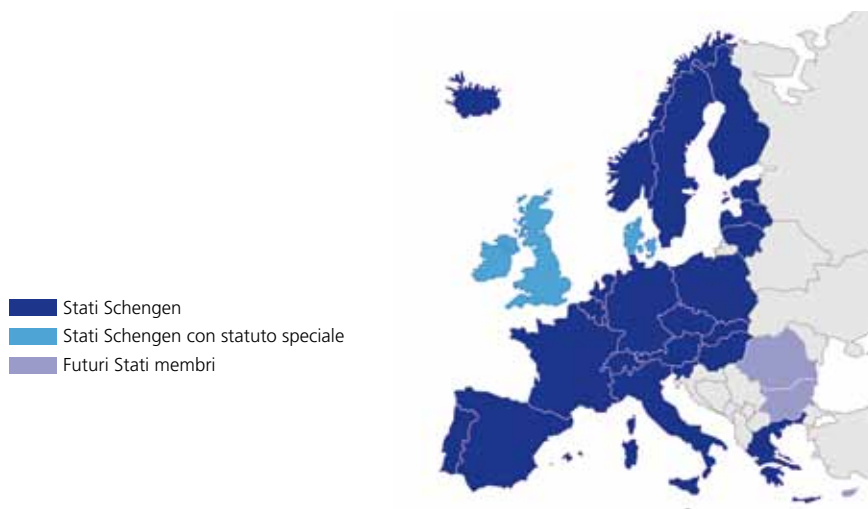 Stati Schengen
Stati Schengen con statuto speciale
Futuri Stati membri